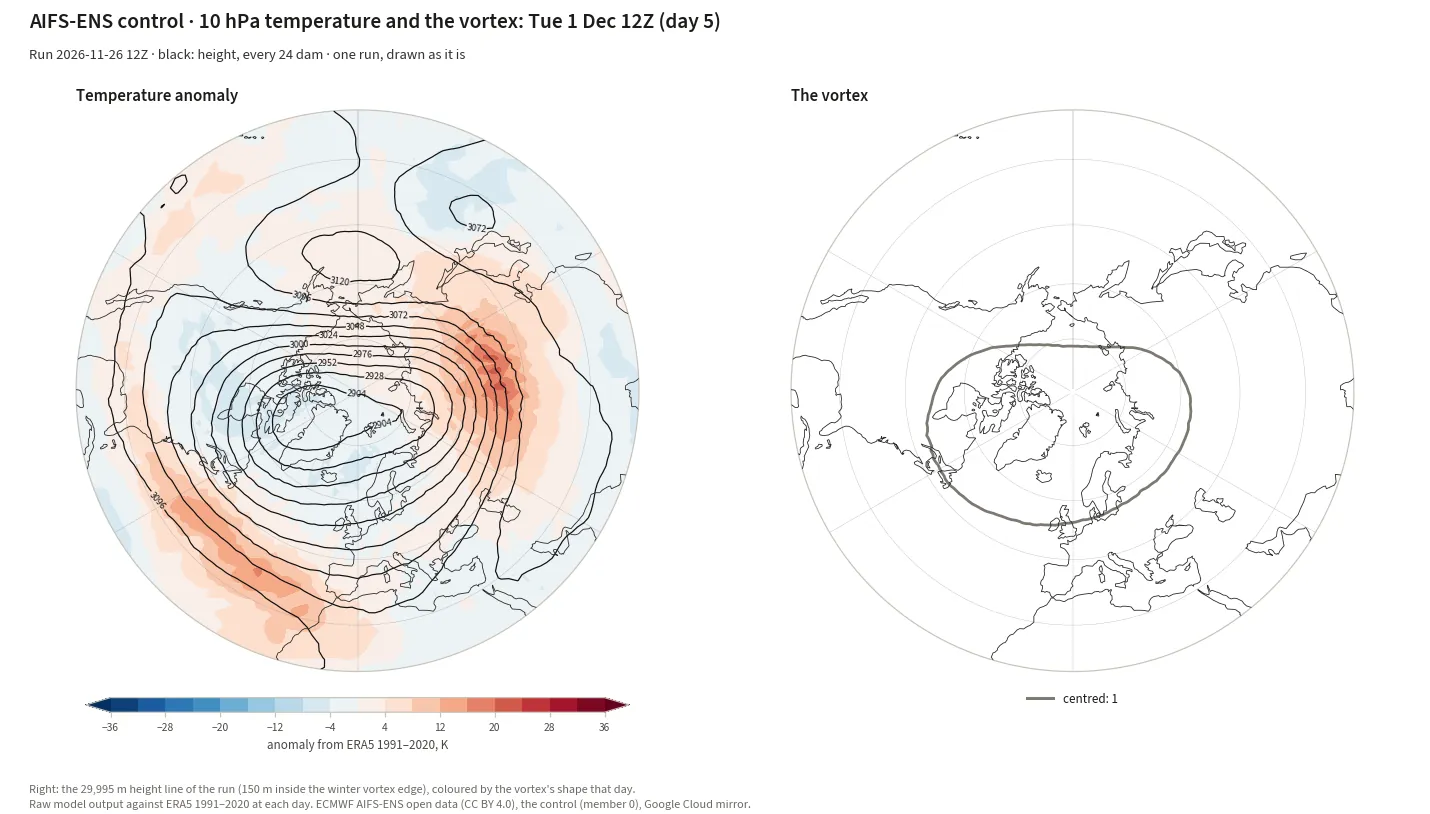 AIFS-ENS control · 10 hPa temperature and the vortex: Tue 1 Dec 12Z (day 5)
Run 2026-11-26 12Z · black: height, every 24 dam · one run, drawn as it is
Temperature anomaly
The vortex
3072
3120
3096
3072
3048
3024
3000
2976
2952
2928
2904
2904
3096
−36 −28 −20 −12 −4 4 12 20 28 36
anomaly from ERA5 1991–2020, K
centred: 1
Right: the 29,995 m height line of the run (150 m inside the winter vortex edge), coloured by the vortex's shape that day.
Raw model output against ERA5 1991–2020 at each day. ECMWF AIFS-ENS open data (CC BY 4.0), the control (member 0), Google Cloud mirror.